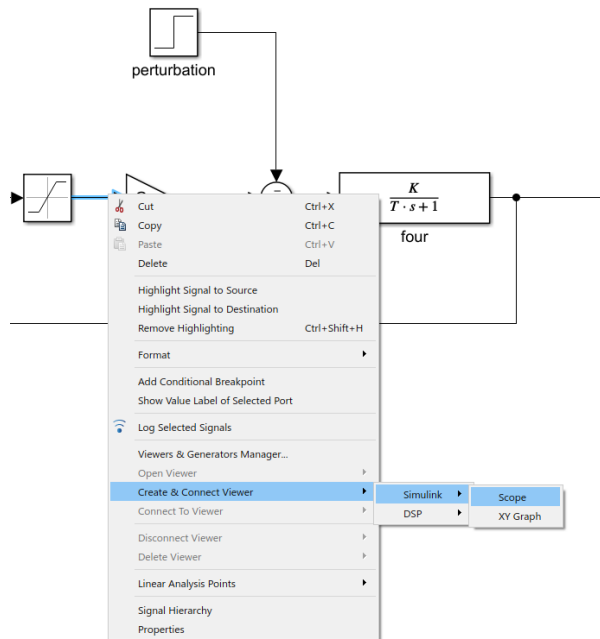 perturbation
K
T · s + 1
four
Cut Ctrl+X
Copy Ctrl+C
Paste Ctrl+V
Delete Del
Highlight Signal to Source
Highlight Signal to Destination
Remove Highlighting Ctrl+Shift+H
Format
Add Conditional Breakpoint
Show Value Label of Selected Port
Log Selected Signals
Viewers & Generators Manager...
Open Viewer
Create & Connect Viewer
Simulink
Scope
Connect To Viewer
DSP
XY Graph
Disconnect Viewer
Delete Viewer
Linear Analysis Points
Signal Hierarchy
Properties